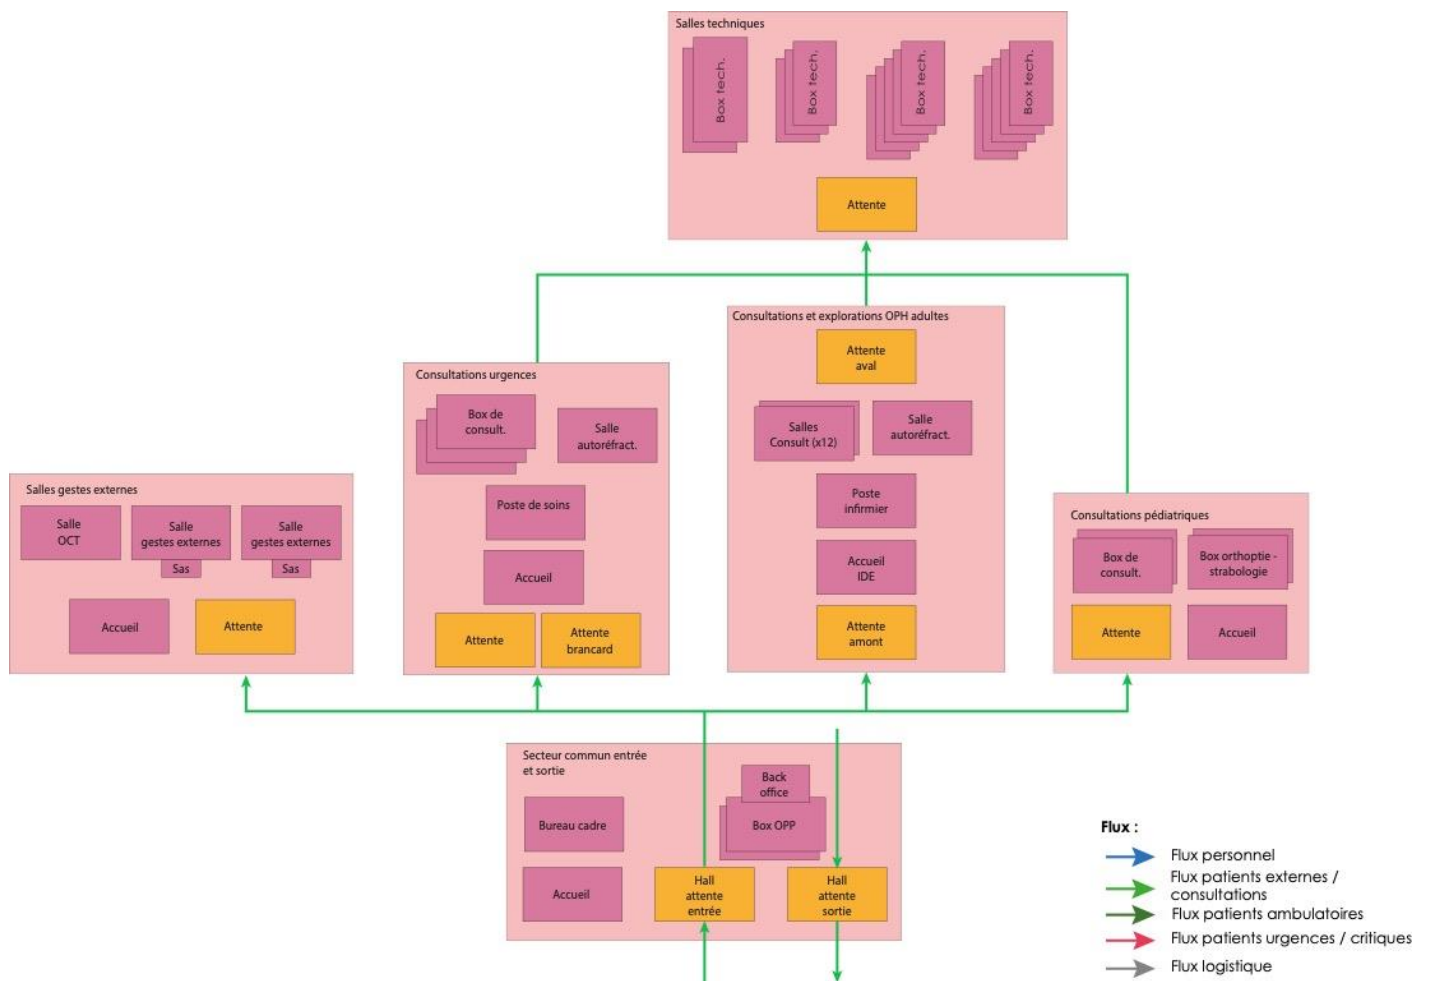 Salles techniques
Box tech.
Box tech.
Box tech.
Box tech.
Attente
Consultations et explorations OPH adultes
Attente
aval
Salles
Consult (x12)
Salle
autoréfract.
Poste
infirmier
Accueil
IDE
Attente
amont
Consultations urgences
Box de
consult.
Salle
autoréfract.
Poste de soins
Accueil
Attente
Attente
brancard
Salles gestes externes
Salle
OCT
Salle
gestes externes
Sas
Salle
gestes externes
Sas
Accueil
Attente
Consultations pédiatriques
Box de
consult.
Box orthoptie -
strabologie
Attente
Accueil
Secteur commun entrée
et sortie
Back
office
Bureau cadre
Box OPP
Accueil
Hall
attente
entrée
Hall
attente
sortie
Flux :
Flux personnel
Flux patients externes /
consultations
Flux patients ambulatoires
Flux patients urgences / critiques
Flux logistique